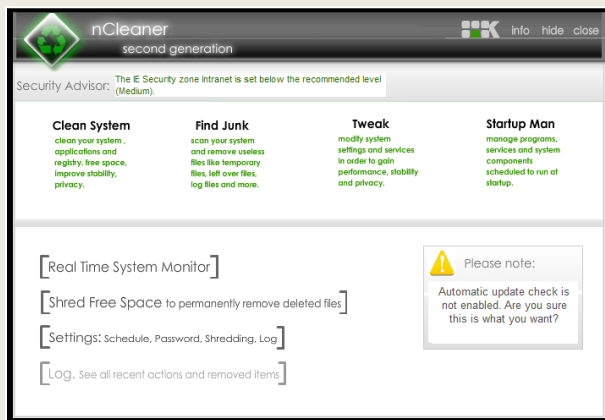 nCleaner
second generation
info hide close
Security Advisor: The IE Security zone Intranet is set below the recommended level
(Medium).
Clean System
clean your system ,
applications and
registry. free space,
improve stability,
privacy.
Find Junk
scan your system
and remove useless
files like temporary
files, left over files,
log files and more.
Tweak
modify system
settings and services
in order to gain
performance, stability
and privacy.
Startup Man
manage programs,
services and system
components
scheduled to run at
startup.
[Real Time System Monitor]
[Shred Free Space to permanently remove deleted files]
[Settings: Schedule, Password, Shredding, Log]
[Log. See all recent actions and removed items]
Please note:
Automatic update check is
not enabled. Are you sure
this is what you want?